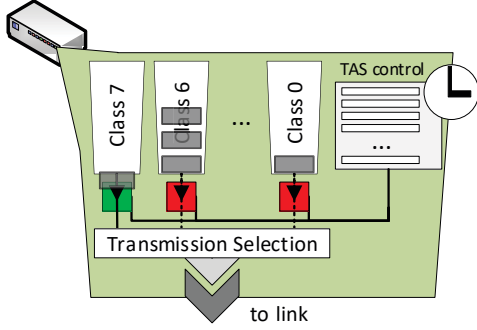 Class 7
Class 6
...
Class 0
TAS control
...
Transmission Selection
to link